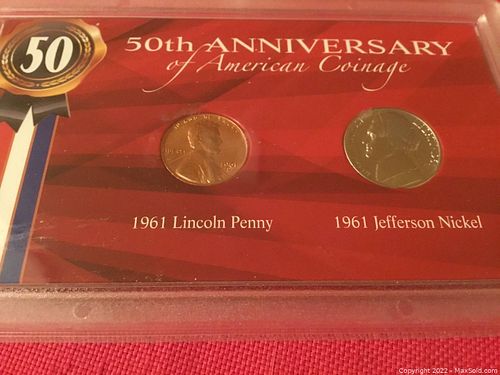 50
50th ANNIVERSARY
of American Coinage
1961 Lincoln Penny
1961 Jefferson Nickel
Copyright 2022 - MaxSold.com